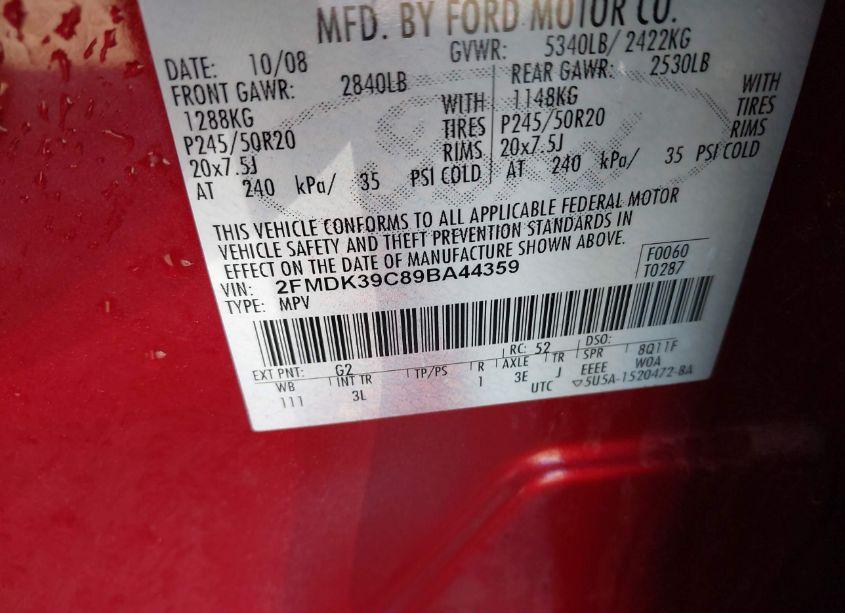 MFD. BY FORD MOTOR CO.
DATE: 10/08 GVWR: 5340LB/ 2422KG
FRONT GAWR: 2840LB REAR GAWR: 2530LB
1288KG WITH 1148KG WITH
P245/50R20 TIRES P245/50R20 TIRES
20x7.5J RIMS 20x7.5J RIMS
AT 240 kPa/ 35 PSI COLD AT 240 kPa/ 35 PSI COLD
THIS VEHICLE CONFORMS TO ALL APPLICABLE FEDERAL MOTOR
VEHICLE SAFETY AND THEFT PREVENTION STANDARDS IN
EFFECT ON THE DATE OF MANUFACTURE SHOWN ABOVE.
VIN: 2FMDK39C89BA44359 F0060
TYPE: MPV T0287
EXT PNT: G2 RC: 52 DSO: 8Q11F
WB INT TR TP/PS R AXLE TR SPR WOA
111 3L 1 3E J EEEE
UTC ▽5U5A-1520472-BA